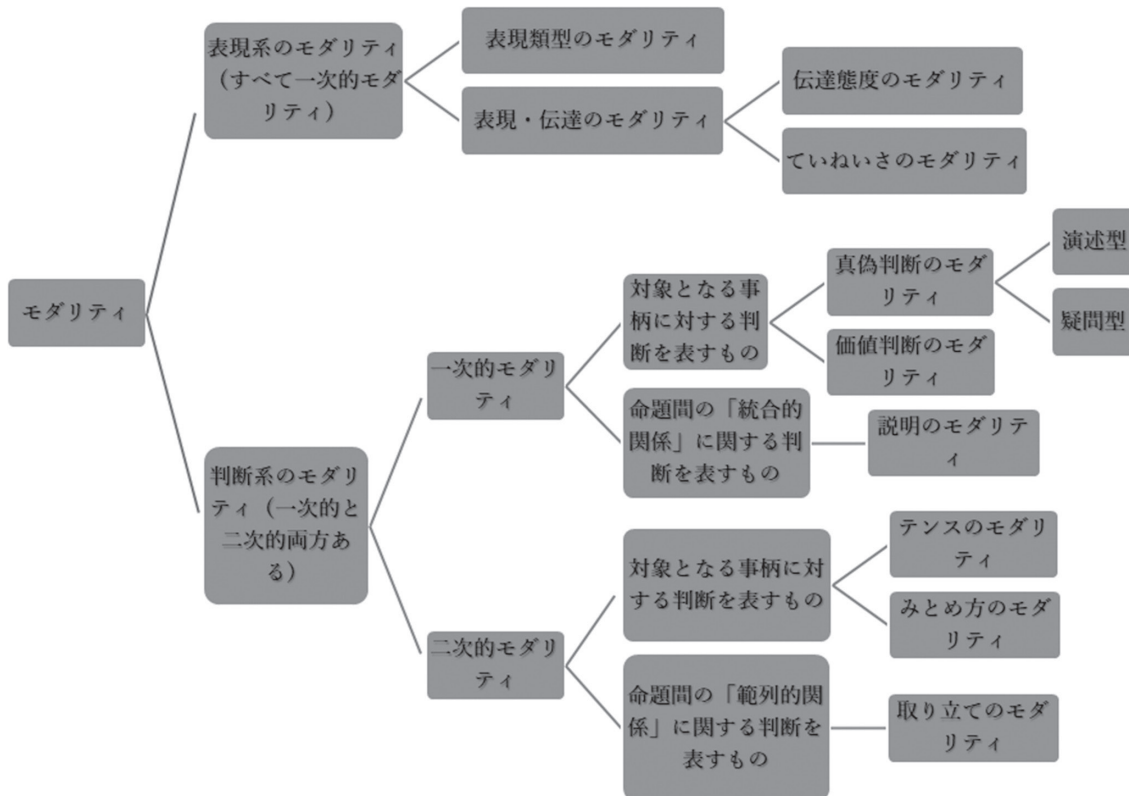 表現系のモダリティ
（すべて一次的モダ
リティ）
表現類型のモダリティ
表現・伝達のモダリティ
伝達態度のモダリティ
ていねいさのモダリティ
モダリティ
判断系のモダリ
ティ（一次的と
二次的両方あ
る）
一次的モダリ
ティ
対象となる事
柄に対する判
断を表すもの
真偽判断のモダ
リティ
演述型
疑問型
価値判断のモダ
リティ
命題間の「統合的
関係」に関する判
断を表すもの
説明のモダリテ
ィ
二次的モダリ
ティ
対象となる事柄に対
する判断を表すもの
テンスのモダリ
ティ
みとめ方のモダ
リティ
命題間の「範列的関
係」に関する判断を
表すもの
取り立てのモダ
リティ